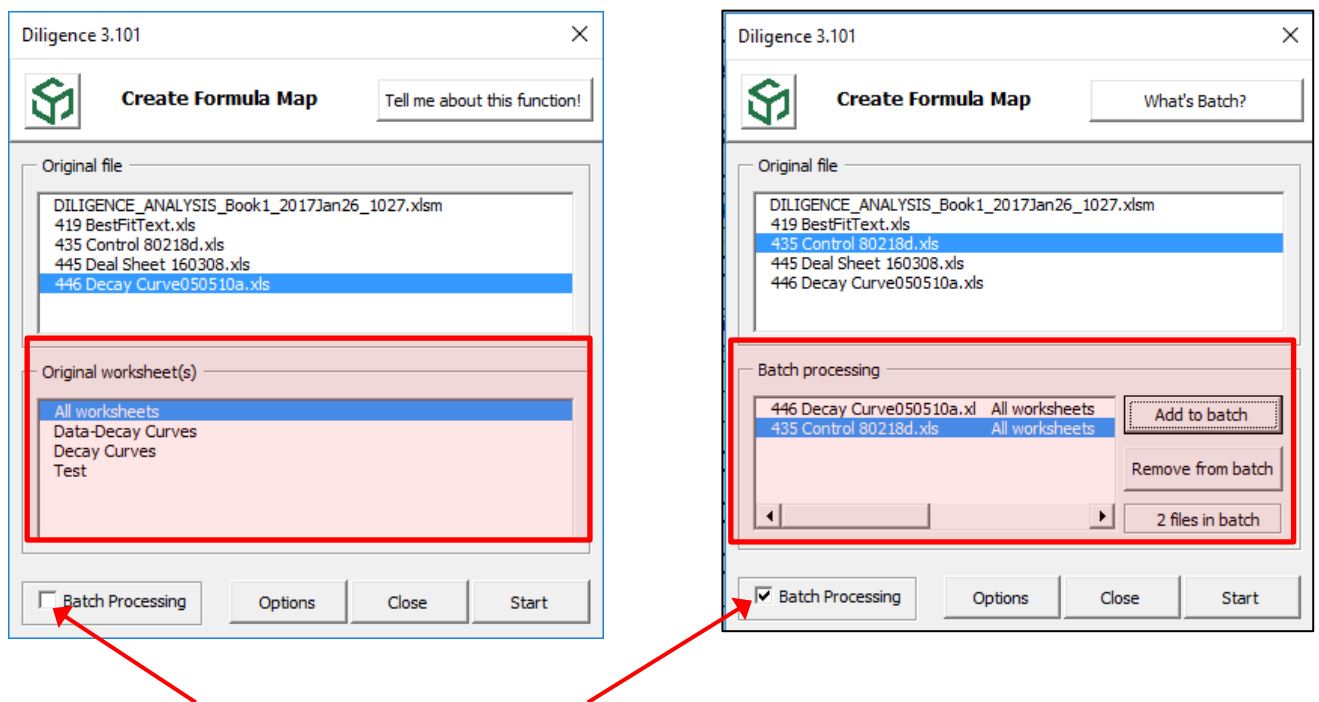 Diligence 3.101
Create Formula Map
Tell me about this function!
Original file
DILIGENCE_ANALYSIS_Book1_2017Jan26_1027.xlsm
419 BestFitText.xls
435 Control 80218d.xls
445 Deal Sheet 160308.xls
446 Decay Curve050510a.xls
Original worksheet(s)
All worksheets
Data-Decay Curves
Decay Curves
Test
Batch Processing
Options
Close
Start
Diligence 3.101
Create Formula Map
What's Batch?
Original file
DILIGENCE_ANALYSIS_Book1_2017Jan26_1027.xlsm
419 BestFitText.xls
435 Control 80218d.xls
445 Deal Sheet 160308.xls
446 Decay Curve050510a.xls
Batch processing
446 Decay Curve050510a.xl All worksheets
435 Control 80218d.xls All worksheets
Add to batch
Remove from batch
2 files in batch
Batch Processing
Options
Close
Start